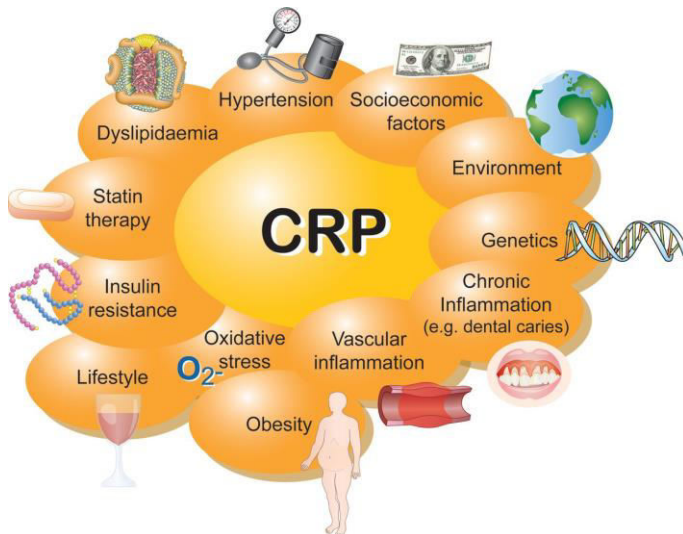 Hypertension
Socioeconomic
factors
Dyslipidaemia
Environment
Statin
therapy
CRP
Genetics
Insulin
resistance
Chronic
Inflammation
(e.g. dental caries)
Oxidative
stress
O2-
Vascular
inflammation
Lifestyle
Obesity